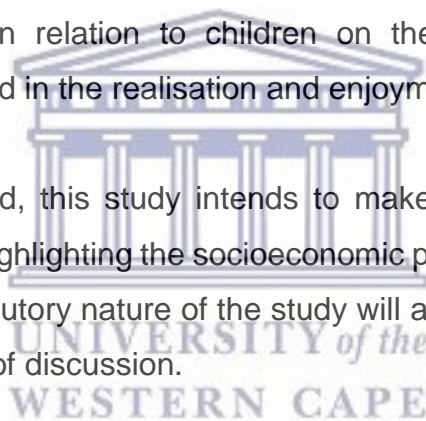 n relation to children on the
d in the realisation and enjoym
d, this study intends to make
ghlighting the socioeconomic p
utory nature of the study will a
UNIVERSITY of the
of discussion.
WESTERN CAPE